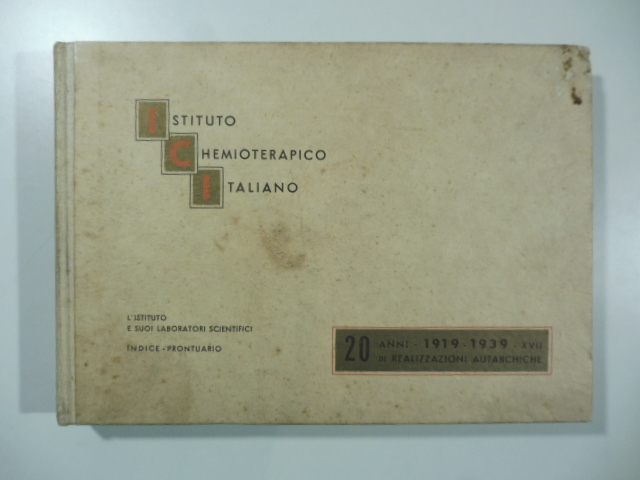 ISTITUTO
CHEMIOTERAPICO
ITALIANO
L'ISTITUTO
E SUOI LABORATORI SCIENTIFICI
INDICE - PRONTUARIO
20 ANNI - 1919 - 1939 - XVII
DI REALIZZAZIONI AUTARCHICHE